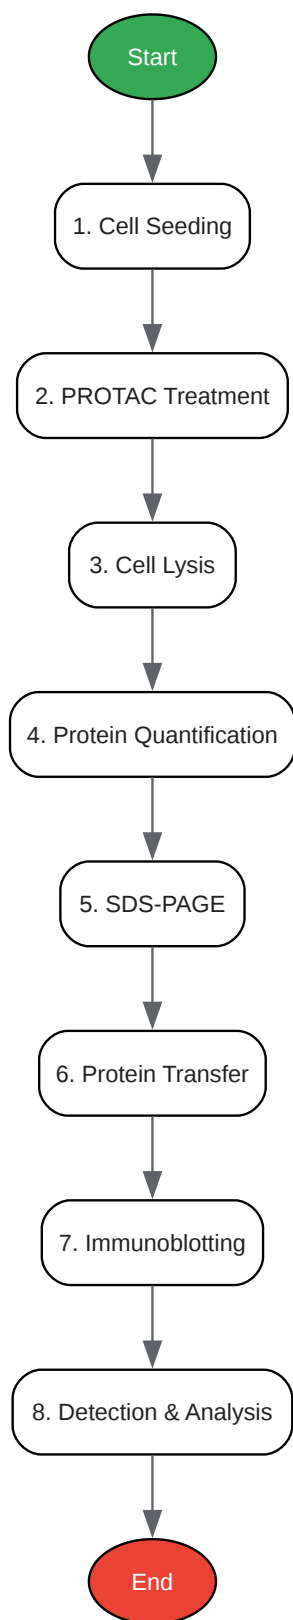 Start
1. Cell Seeding
2. PROTAC Treatment
3. Cell Lysis
4. Protein Quantification
5. SDS-PAGE
6. Protein Transfer
7. Immunoblotting
8. Detection & Analysis
End